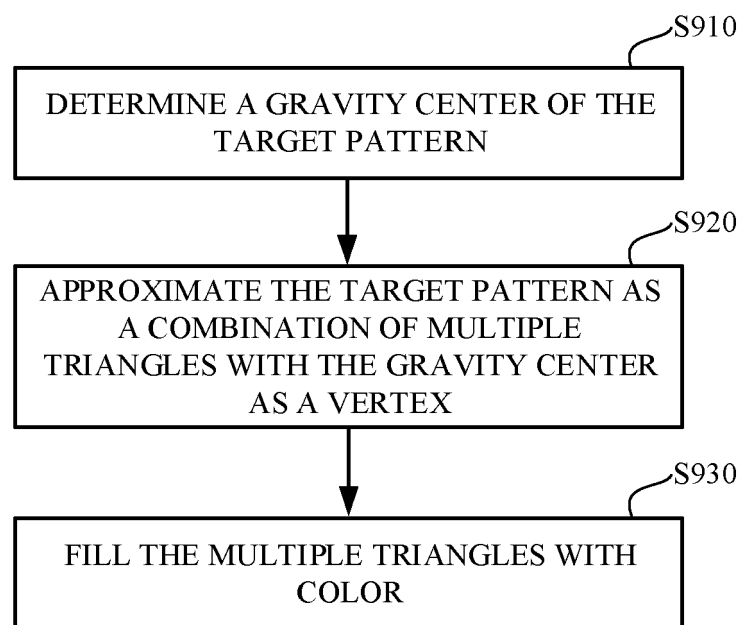 S910
DETERMINE A GRAVITY CENTER OF THE
TARGET PATTERN
S920
APPROXIMATE THE TARGET PATTERN AS
A COMBINATION OF MULTIPLE
TRIANGLES WITH THE GRAVITY CENTER
AS A VERTEX
S930
FILL THE MULTIPLE TRIANGLES WITH
COLOR